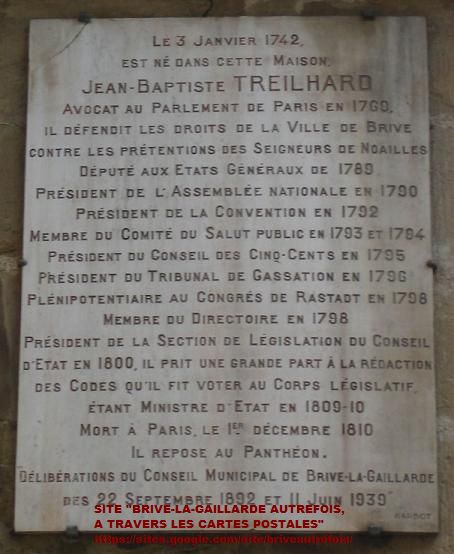 Le 3 Janvier 1742,
est né dans cette Maison,
Jean-Baptiste TREILHARD
Avocat au Parlement de Paris en 1769,
il défendit les droits de la Ville de Brive
contre les prétentions des Seigneurs de Noailles
Député aux Etats Généraux de 1789
Président de l'Assemblée nationale en 1790
Président de la Convention en 1792
Membre du Comité du Salut public en 1793 et 1794
Président du Conseil des Cinq-Cents en 1795
Président du Tribunal de Cassation en 1796
Plénipotentiaire au Congrés de Rastadt en 1798
Membre du Directoire en 1798
Président de la Section de Législation du Conseil
d'Etat en 1800, il prit une grande part à la rédaction
des Codes qu'il fit voter au Corps législatif,
étant Ministre d'Etat en 1809-10
Mort à Paris, le 1er décembre 1810
Il repose au Panthéon.
Délibérations du Conseil Municipal de Brive-la-Gaillarde
des 22 Septembre 1892 et 11 Juin 1939
SITE "BRIVE-LA-GAILLARDE AUTREFOIS,
A TRAVERS LES CARTES POSTALES"
https://sites.google.com/site/briveautrefois/